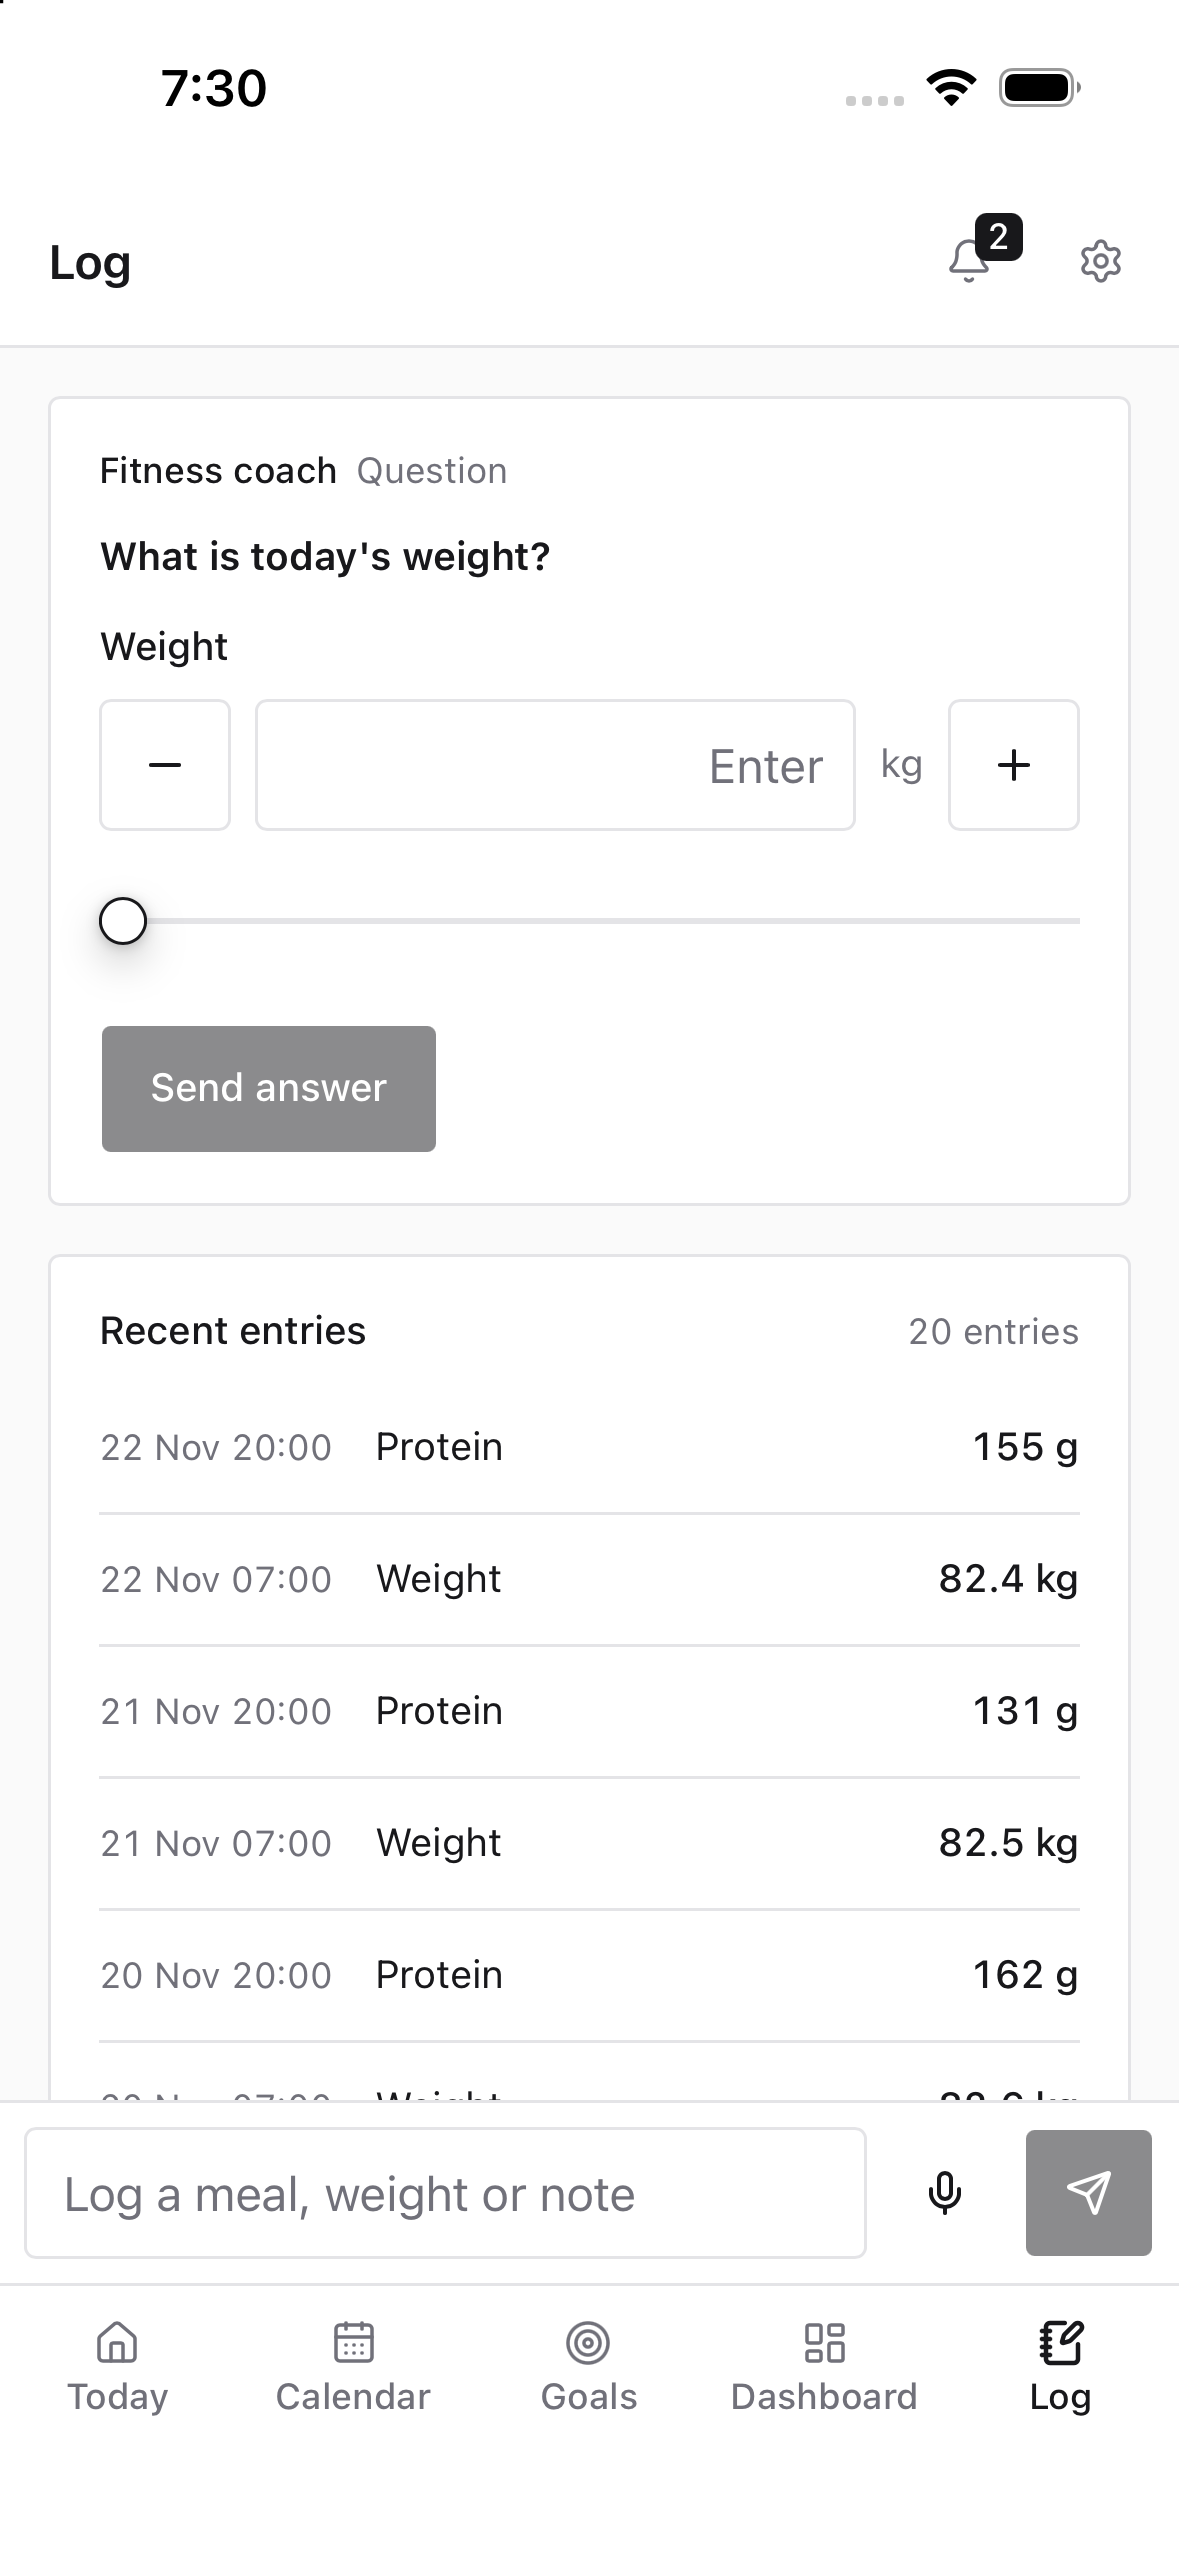 7:30
Log
2
Fitness coach Question
What is today's weight?
Weight
Enter kg
Send answer
Recent entries 20 entries
22 Nov 20:00 Protein 155 g
22 Nov 07:00 Weight 82.4 kg
21 Nov 20:00 Protein 131 g
21 Nov 07:00 Weight 82.5 kg
20 Nov 20:00 Protein 162 g
Weight
Log a meal, weight or note
Today Calendar Goals Dashboard Log